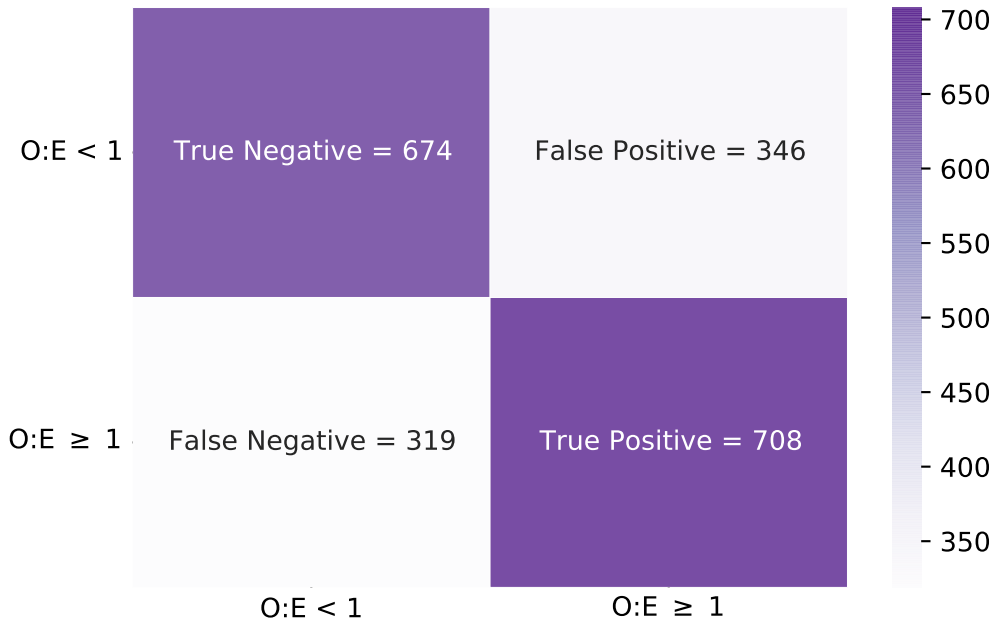 O:E < 1
True Negative = 674
False Positive = 346
O:E ≥ 1
False Negative = 319
True Positive = 708
O:E < 1
O:E ≥ 1
700
650
600
550
500
450
400
350